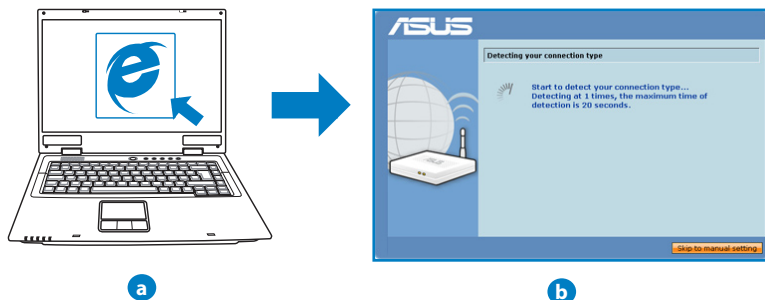 ASUS
Detecting your connection type
Start to detect your connection type...
Detecting at 1 times, the maximum time of
detection is 20 seconds.
ASUS
Skip to manual setting
a
b